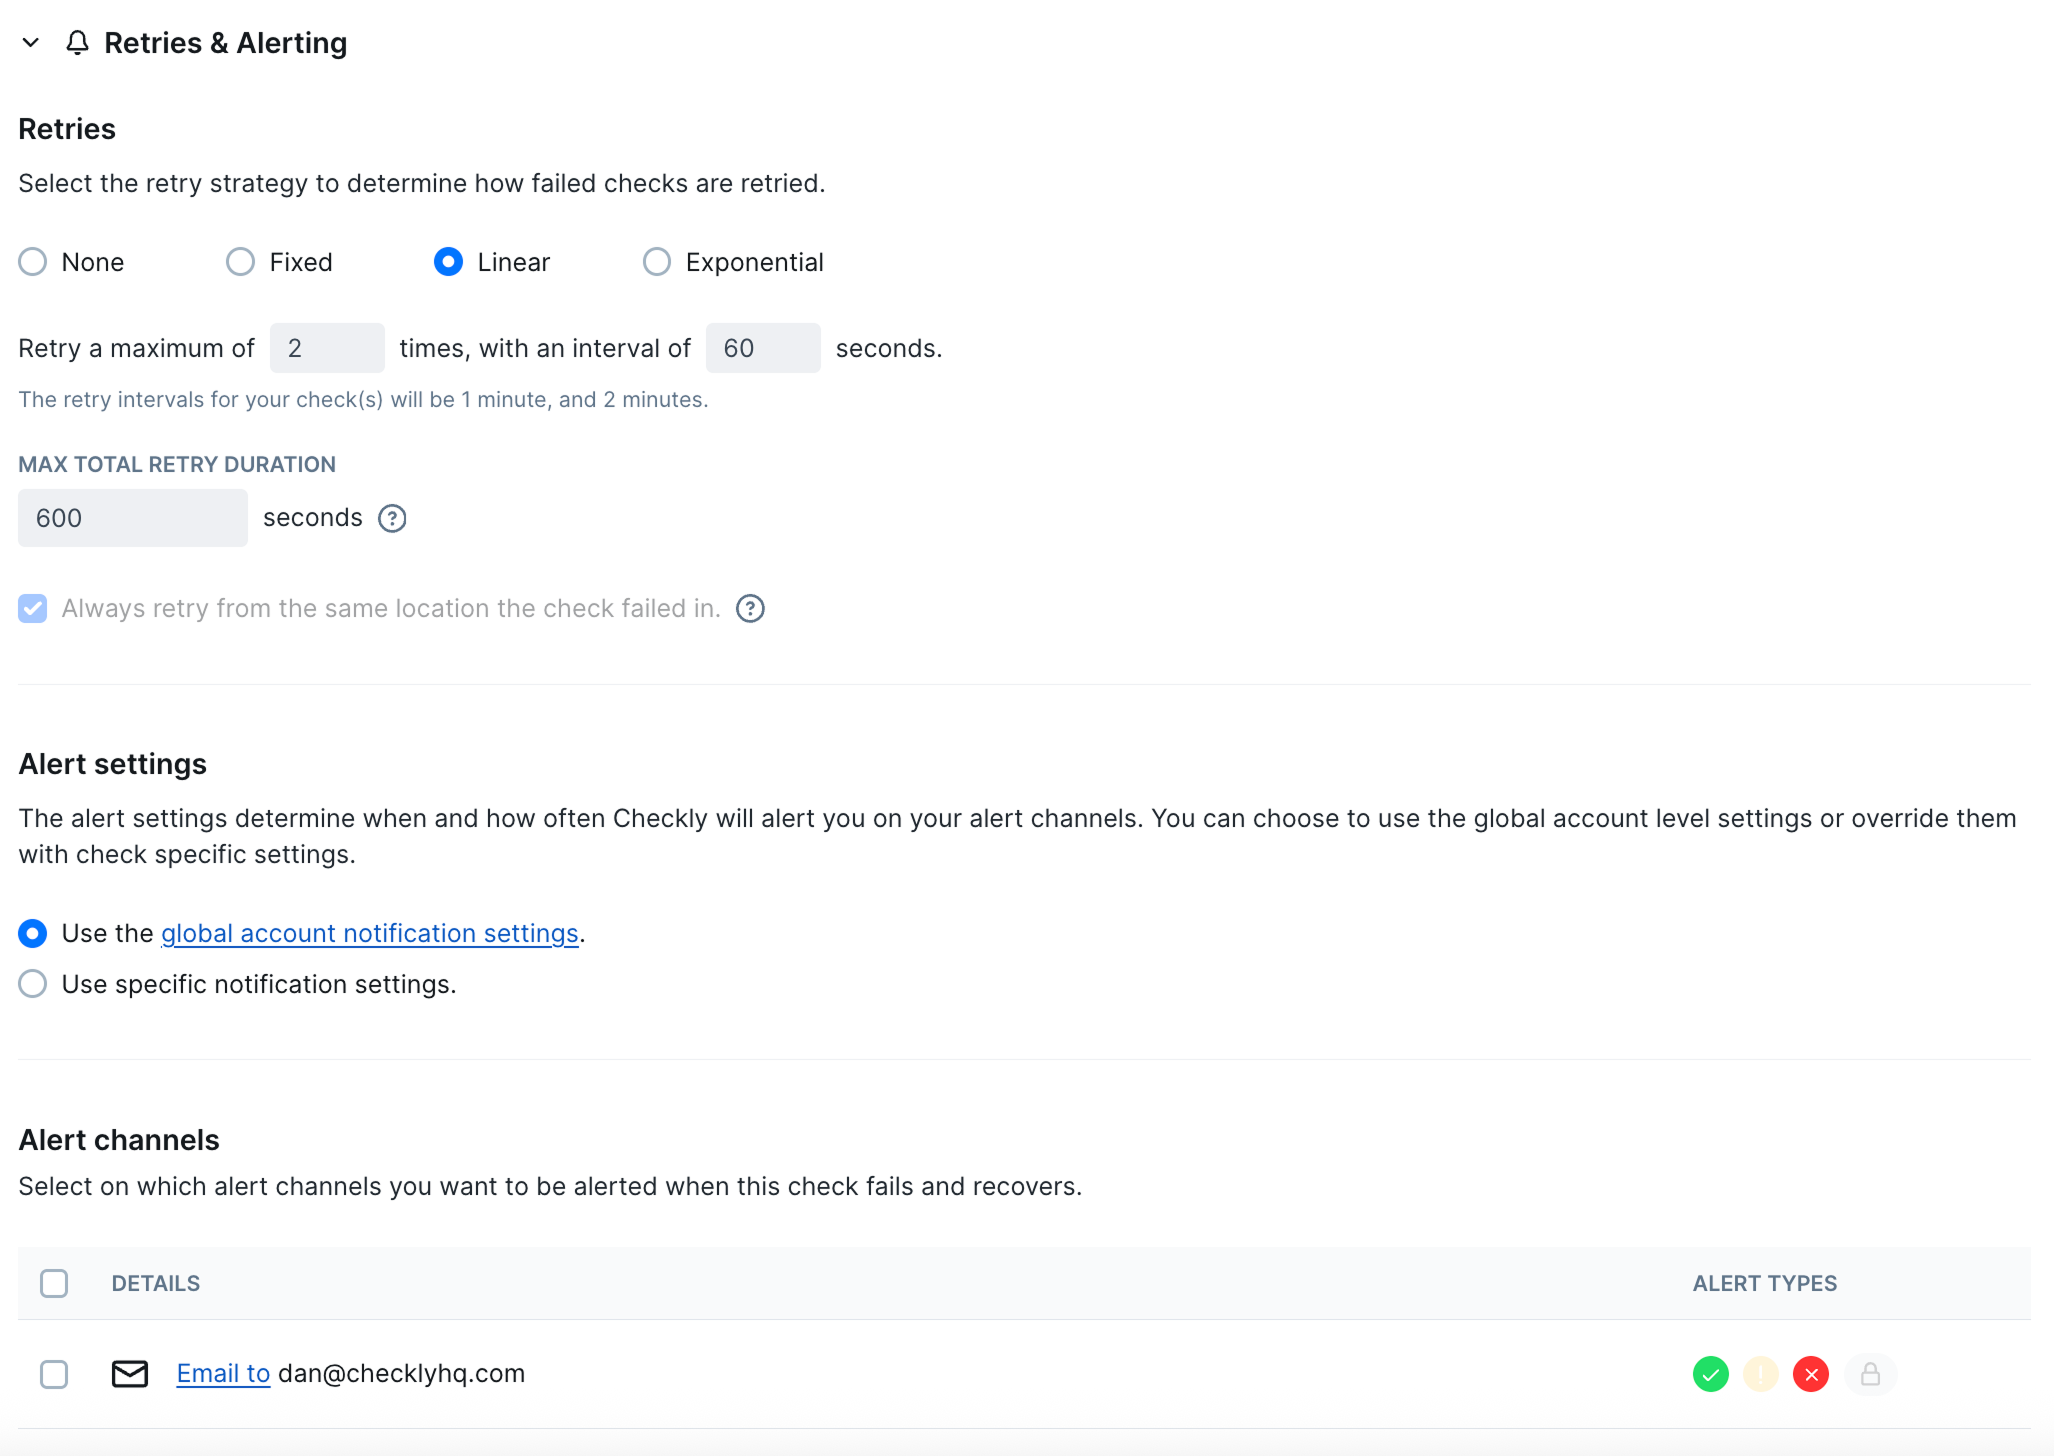 Retries & Alerting
Retries
Select the retry strategy to determine how failed checks are retried.
None Fixed Linear Exponential
Retry a maximum of 2 times, with an interval of 60 seconds.
The retry intervals for your check(s) will be 1 minute, and 2 minutes.
MAX TOTAL RETRY DURATION
600 seconds ?
Always retry from the same location the check failed in. ?
Alert settings
The alert settings determine when and how often Checkly will alert you on your alert channels. You can choose to use the global account level settings or override them
with check specific settings.
Use the global account notification settings.
Use specific notification settings.
Alert channels
Select on which alert channels you want to be alerted when this check fails and recovers.
DETAILS ALERT TYPES
Email to dan@checklyhq.com